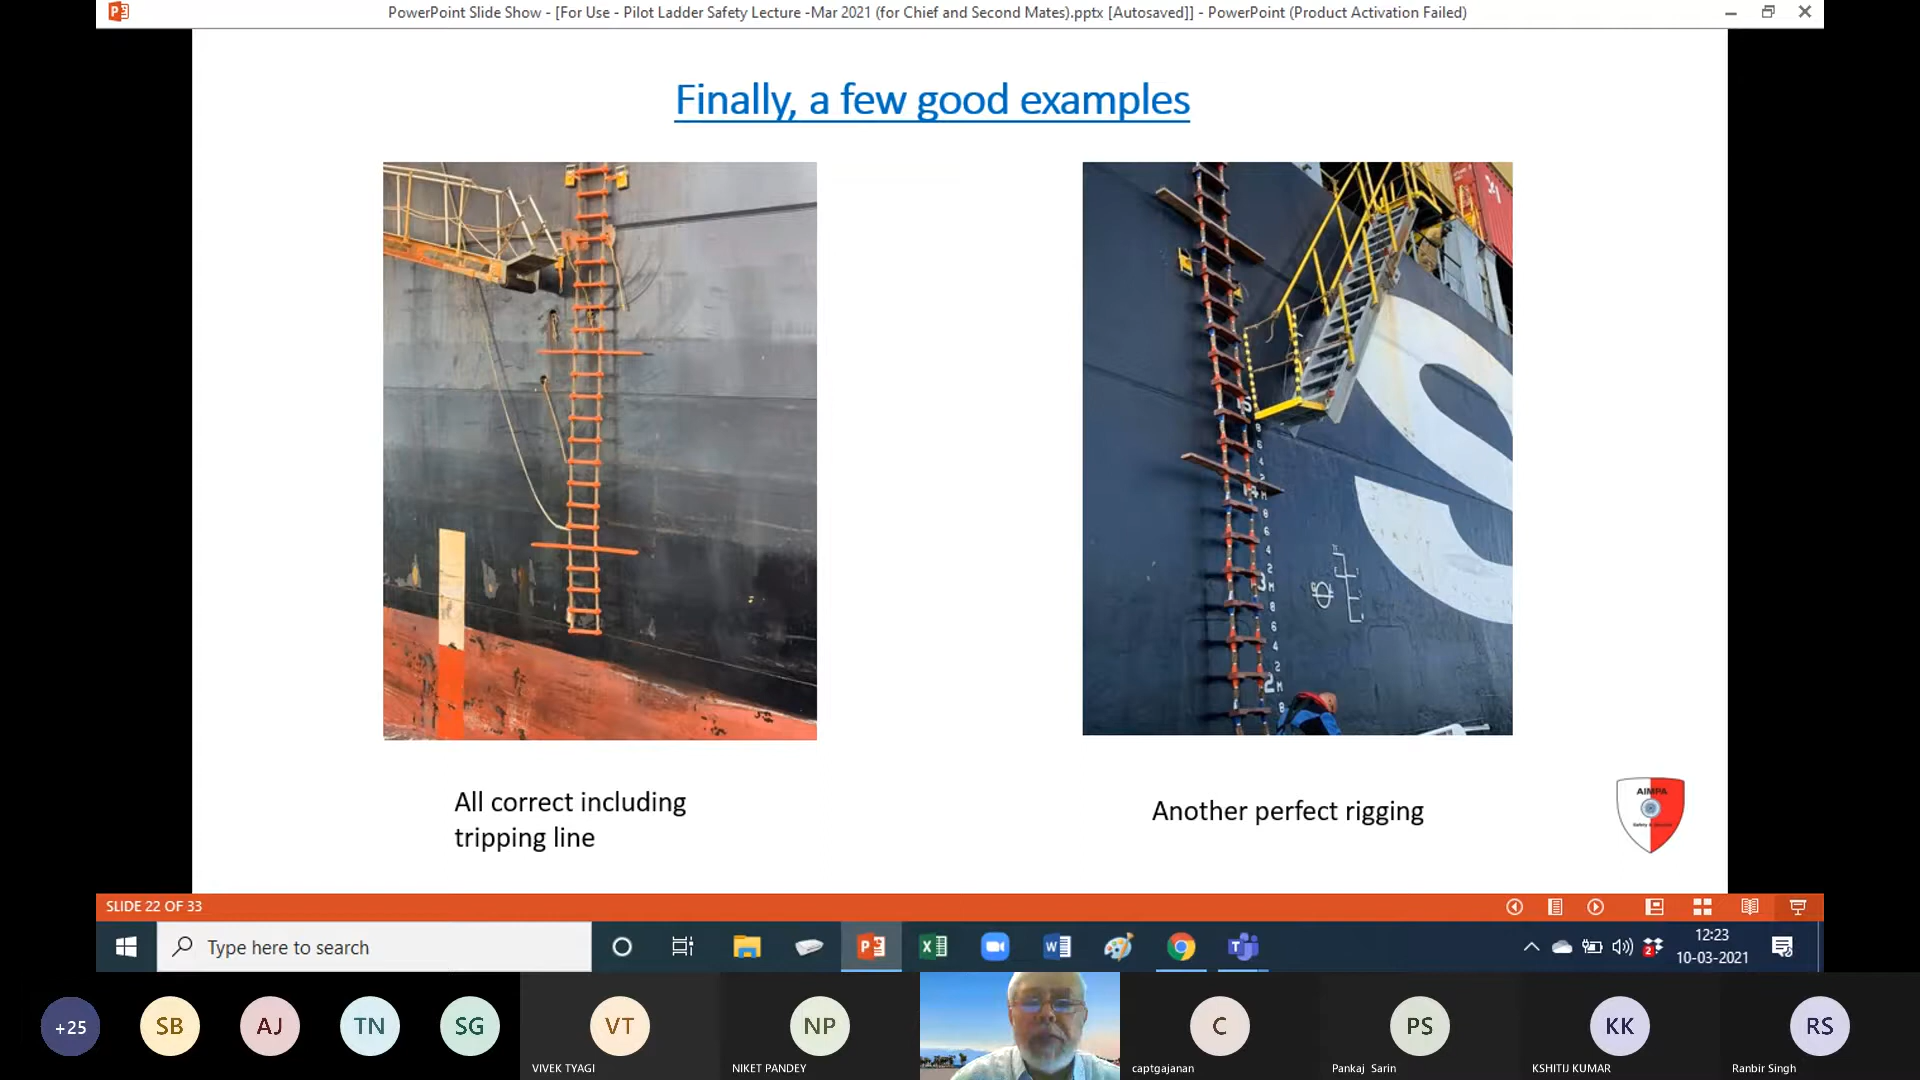 PowerPoint Slide Show - [For Use - Pilot Ladder Safety Lecture -Mar 2021 (for Chief and Second Mates).pptx [Autosaved]] - PowerPoint (Product Activation Failed)
Finally, a few good examples
All correct including
tripping line
Another perfect rigging
AIMPA
SLIDE 22 OF 33
Type here to search
12:23
10-03-2021
+25
SB
AJ
TN
SG
VT
NP
C
PS
KK
RS
VIVEK TYAGI
NIKET PANDEY
captgajanan
Pankaj Sarin
KSHITIJ KUMAR
Ranbir Singh